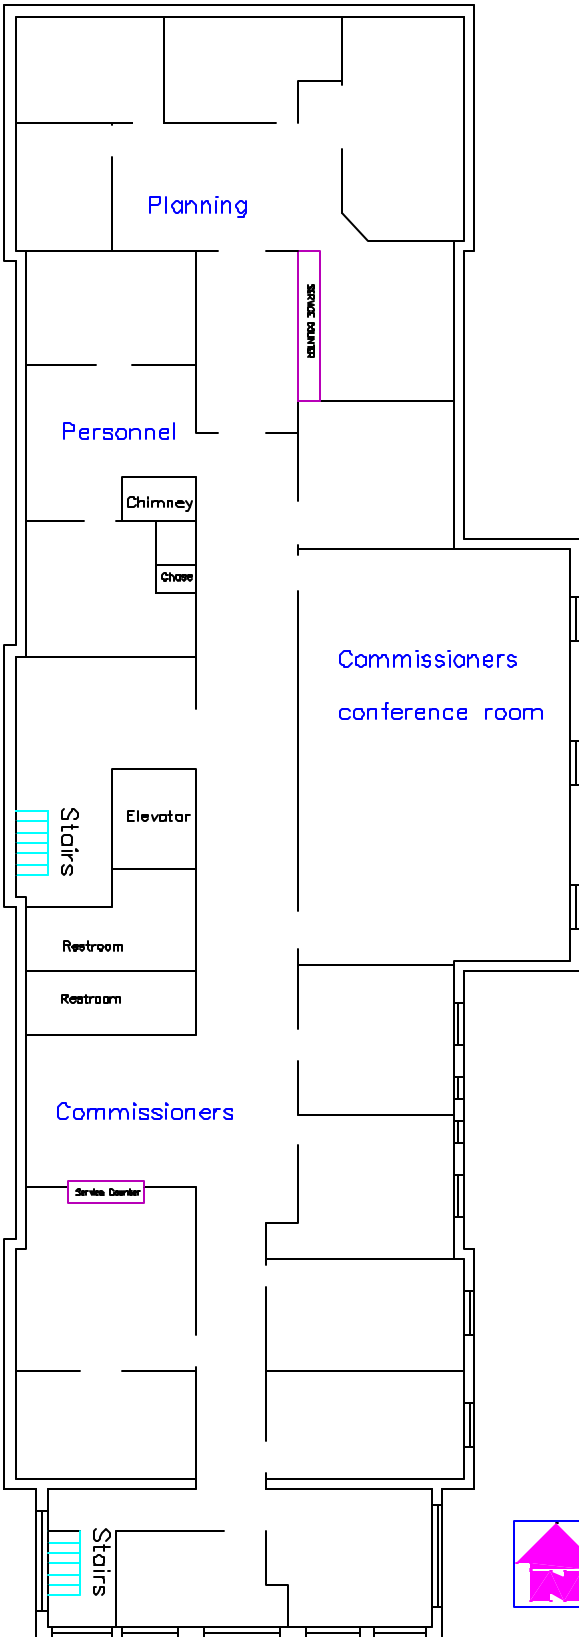 Planning
SERVICE COUNTER
Personnel
Chimney
Chase
Commissioners
conference room
Elevator
Stairs
Restroom
Restroom
Commissioners
Service Counter
Stairs
N